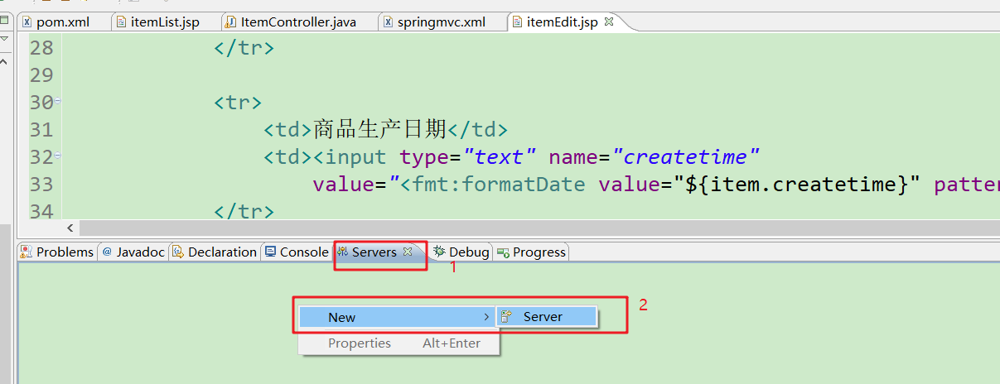 pom.xml itemList.jsp ItemController.java springmvc.xml itemEdit.jsp
28 </tr>
29
30 <tr>
31 <td>商品生产日期</td>
32 <td><input type="text" name="createtime"
33 value="<fmt:formatDate value="${item.createtime}" patter
34 </tr>
Problems @ Javadoc Declaration Console Servers Debug Progress
1
New > Server
2
Properties Alt+Enter